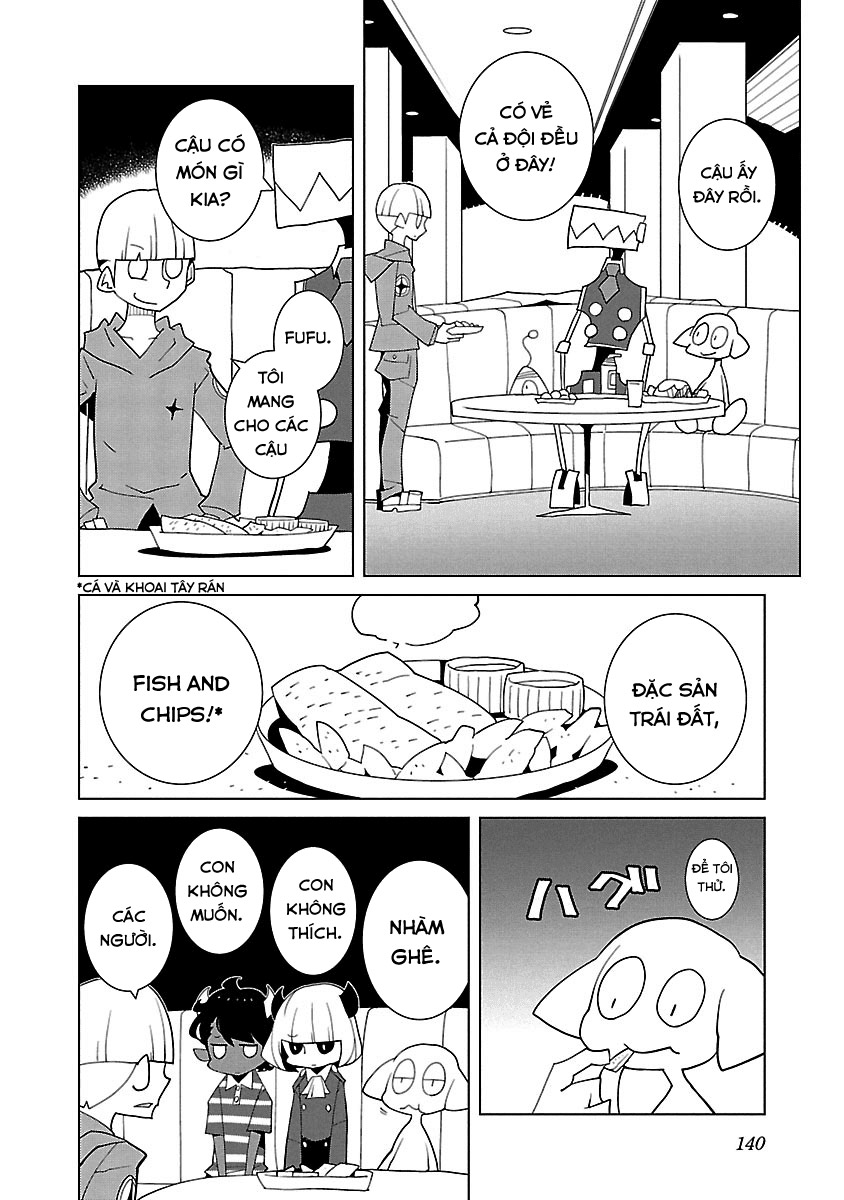 CẬU ẤY
ĐÂY RỒI.
CÓ VẺ
CẢ ĐỘI ĐỀU
Ở ĐÂY!
CẬU CÓ
MÓN GÌ
KIA?
FUFU.
TÔI
MANG
CHO CÁC
CẬU
*CÁ VÀ KHOAI TÂY RÁN
ĐẶC SẢN
TRÁI ĐẤT,
FISH AND
CHIPS!*
ĐỂ TÔI
THỬ.
ハグッ
NHÀM
GHÊ.
CON
KHÔNG
THÍCH.
CON
KHÔNG
MUỐN.
CÁC
NGƯỜI.
140